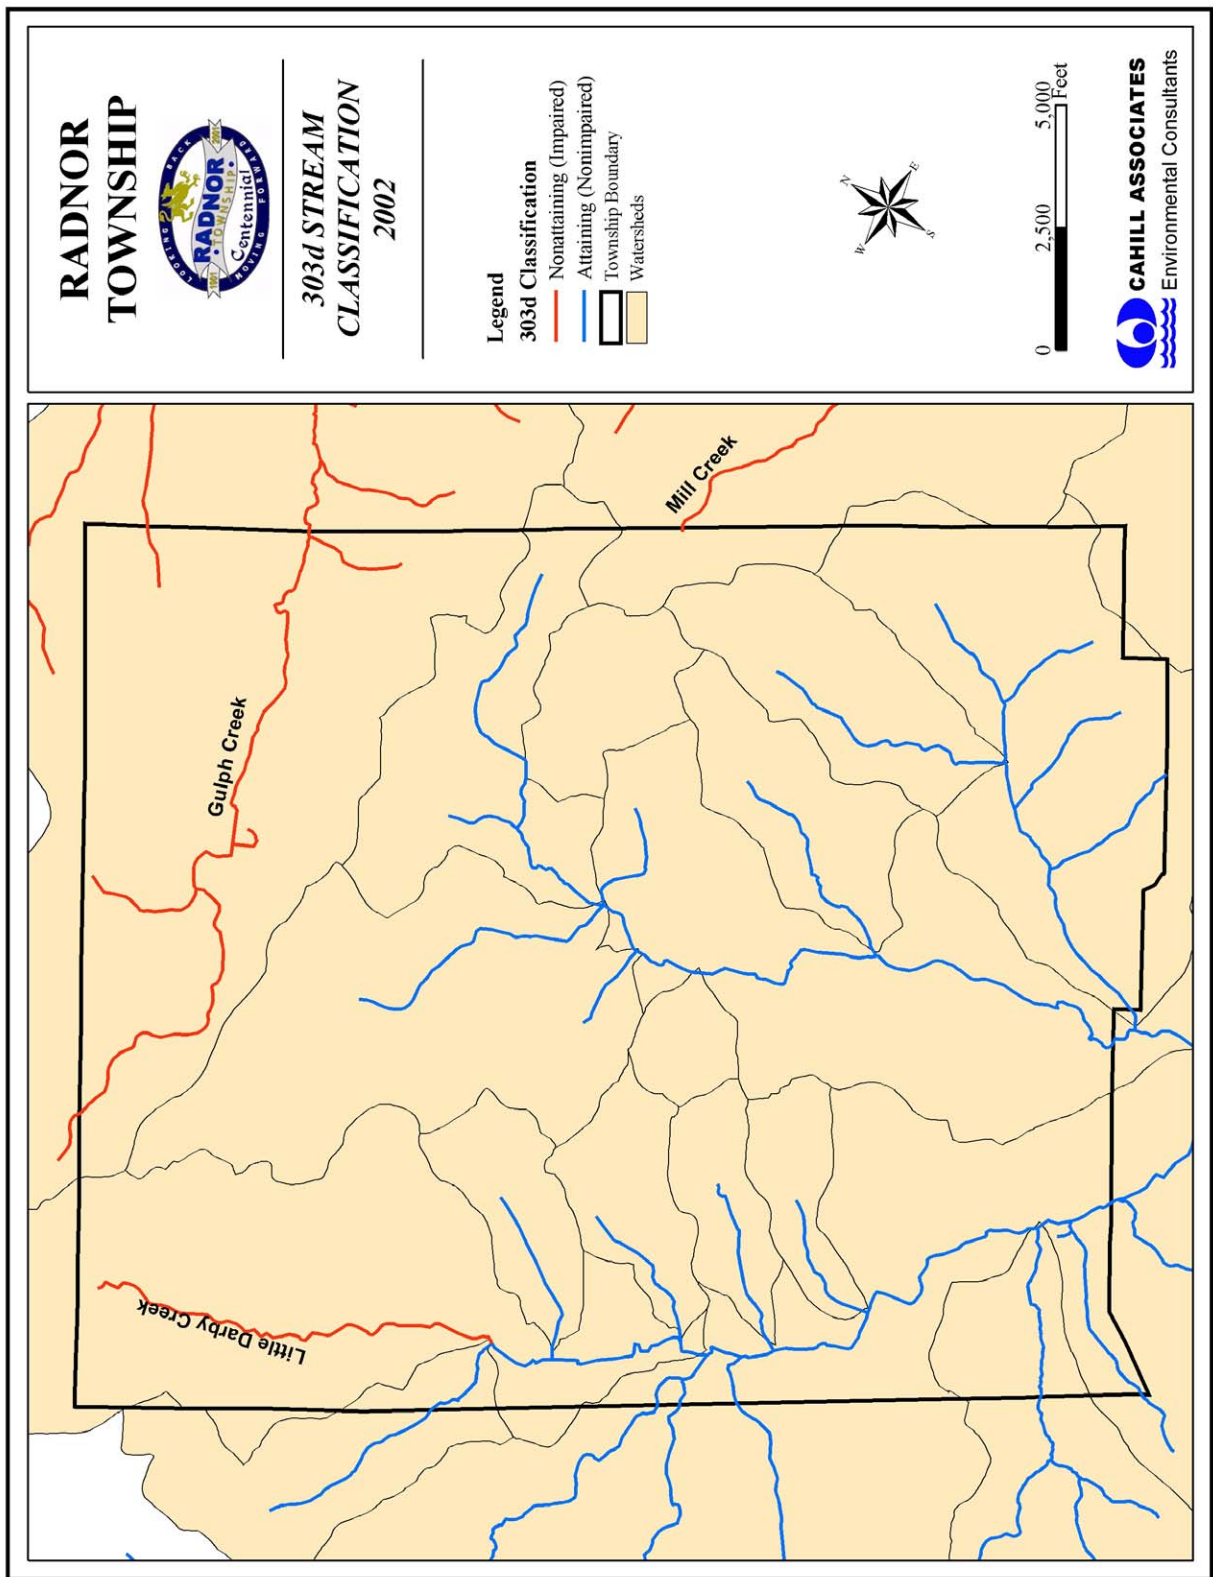 RADNOR
TOWNSHIP
LOOKING BACK
1901
RADNOR
TOWNSHIP
2001
Centennial
MOVING FORWARD
303d STREAM
CLASSIFICATION
2002
Legend
303d Classification
Nonattaining (Impaired)
Attaining (Nonimpaired)
Township Boundary
Watersheds
N
W
E
S
0
2,500
5,000
Feet
CAHILL ASSOCIATES
Environmental Consultants
Little Darby Creek
Gulph Creek
Mill Creek